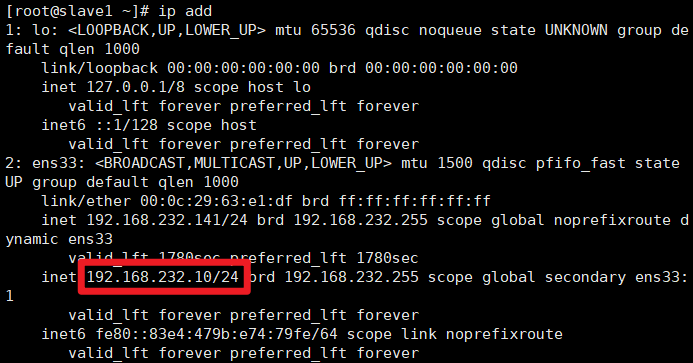 [root@slave1 ~]# ip add
1: lo: <LOOPBACK,UP,LOWER_UP> mtu 65536 qdisc noqueue state UNKNOWN group de
fault qlen 1000
    link/loopback 00:00:00:00:00:00 brd 00:00:00:00:00:00
    inet 127.0.0.1/8 scope host lo
       valid_lft forever preferred_lft forever
    inet6 ::1/128 scope host
       valid_lft forever preferred_lft forever
2: ens33: <BROADCAST,MULTICAST,UP,LOWER_UP> mtu 1500 qdisc pfifo_fast state
UP group default qlen 1000
    link/ether 00:0c:29:63:e1:df brd ff:ff:ff:ff:ff:ff
    inet 192.168.232.141/24 brd 192.168.232.255 scope global noprefixroute d
ynamic ens33
       valid_lft 1780sec preferred_lft 1780sec
    inet 192.168.232.10/24 brd 192.168.232.255 scope global secondary ens33:
1
       valid_lft forever preferred_lft forever
    inet6 fe80::83e4:479b:e74:79fe/64 scope link noprefixroute
       valid_lft forever preferred_lft forever